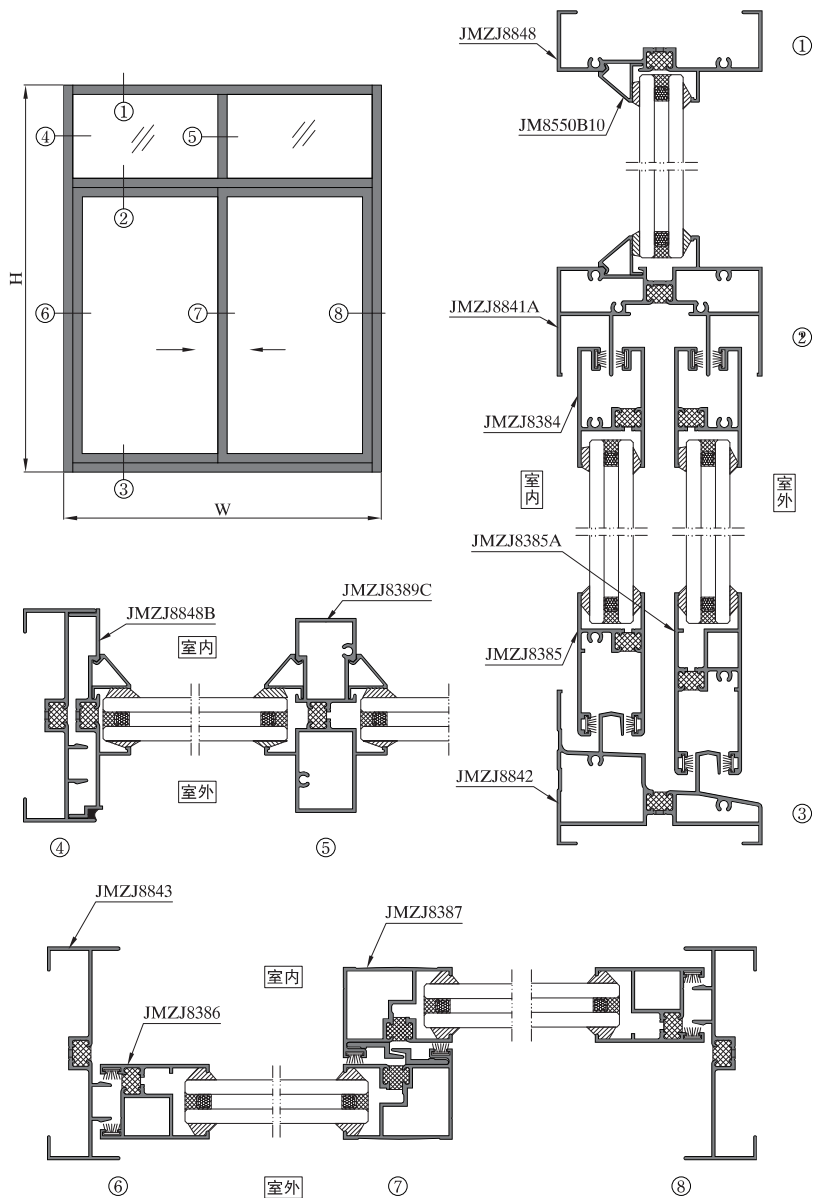 JMZJ8848
①
JM8550B10
①
④
⑤
②
H
JMZJ8841A
②
⑥
⑦
⑧
JMZJ8384
③
W
室内
室外
JMZJ8385A
JMZJ8848B
JMZJ8389C
室内
JMZJ8385
室外
JMZJ8842
③
④
⑤
JMZJ8843
JMZJ8387
室内
JMZJ8386
⑥
室外
⑦
⑧